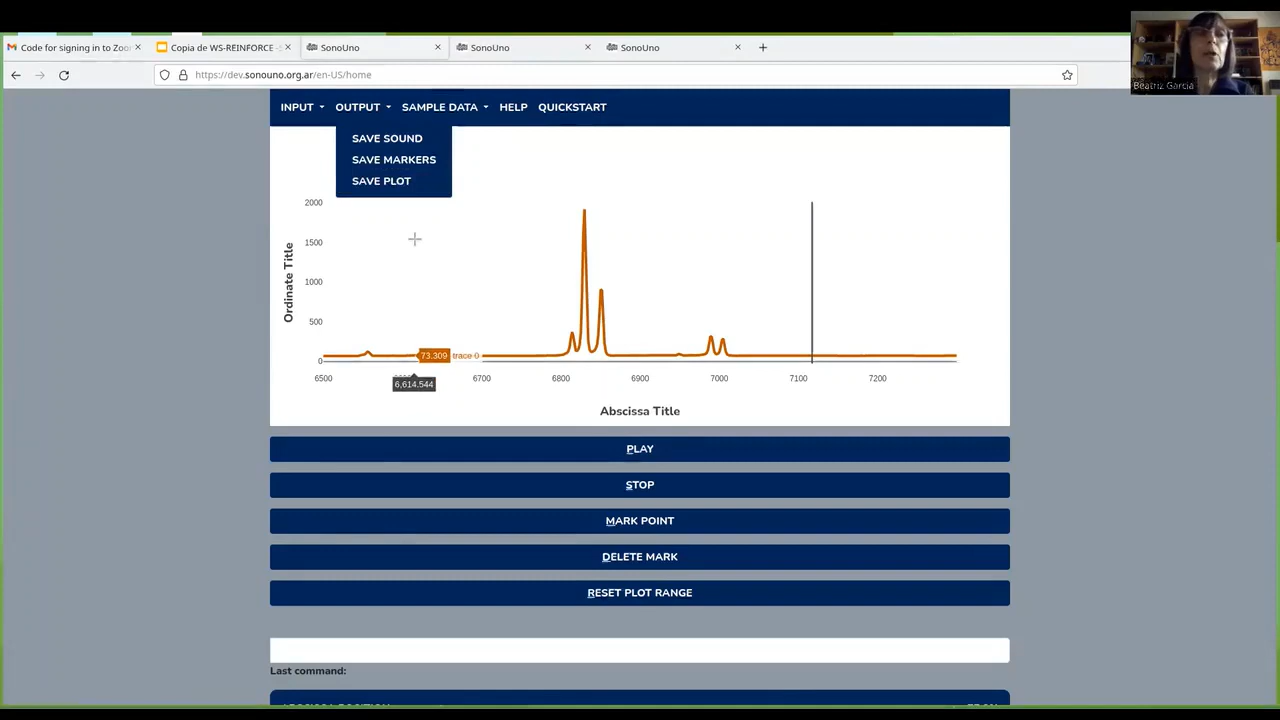 Code for signing in to Zoo
Copia de WS-REINFORCE -
SonoUno
SonoUno
SonoUno
https://dev.sonouno.org.ar/en-US/home
Beatriz García
INPUT
OUTPUT
SAMPLE DATA
HELP
QUICKSTART
SAVE SOUND
SAVE MARKERS
SAVE PLOT
2000
1500
1000
500
0
Ordinate Title
73.309
trace 0
6500
6700
6800
6900
7000
7100
7200
6,614.544
Abscissa Title
PLAY
STOP
MARK POINT
DELETE MARK
RESET PLOT RANGE
Last command: